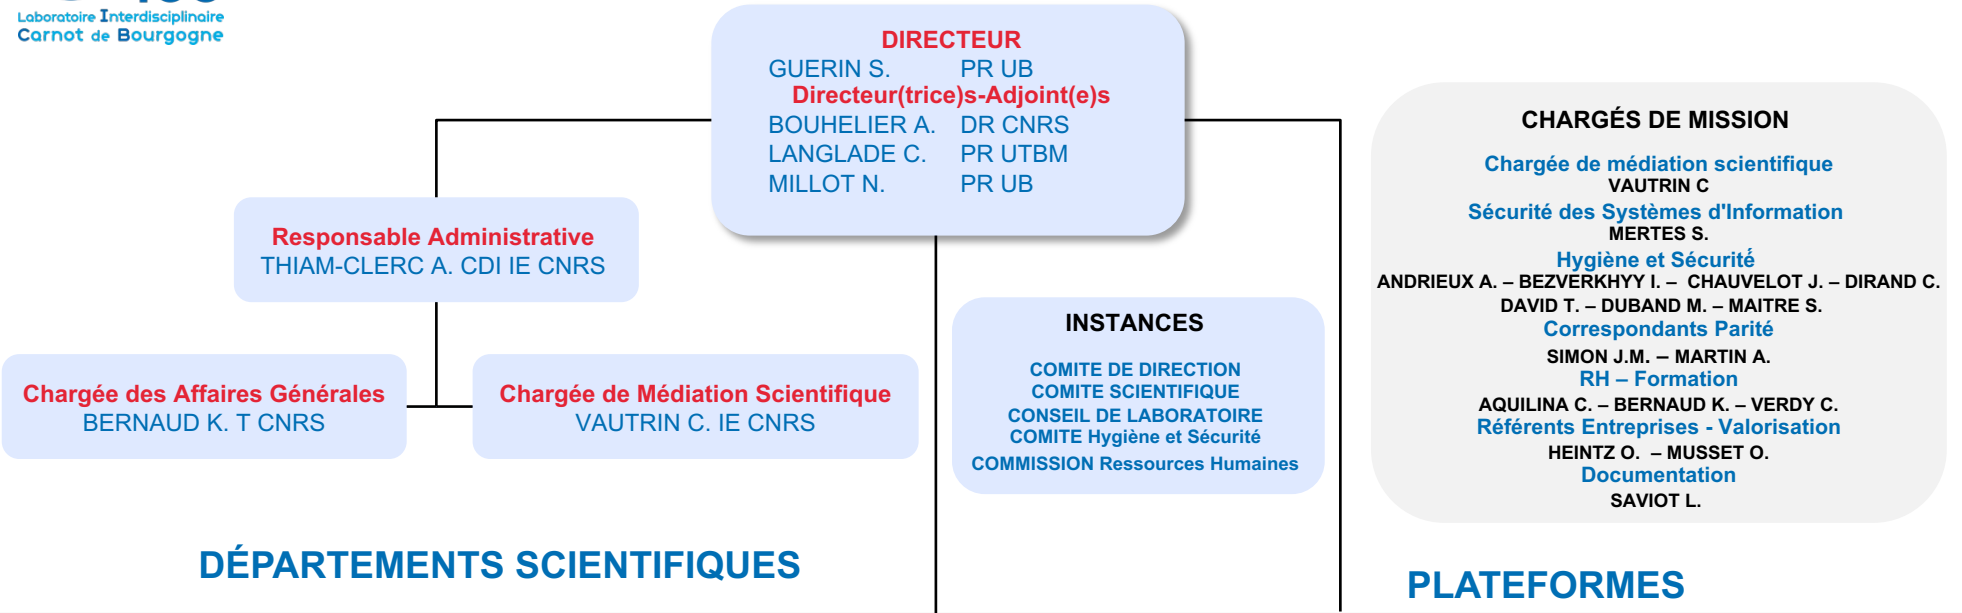 Laboratoire Interdisciplinaire
Carnot de Bourgogne
DIRECTEUR
GUERIN S. PR UB
Directeur(trice)s-Adjoint(e)s
BOUHELIER A. DR CNRS
LANGLADE C. PR UTBM
MILLOT N. PR UB
Responsable Administrative
THIAM-CLERC A. CDI IE CNRS
Chargée des Affaires Générales
BERNAUD K. T CNRS
Chargée de Médiation Scientifique
VAUTRIN C. IE CNRS
INSTANCES
COMITE DE DIRECTION
COMITE SCIENTIFIQUE
CONSEIL DE LABORATOIRE
COMITE Hygiène et Sécurité
COMMISSION Ressources Humaines
CHARGÉS DE MISSION
Chargée de médiation scientifique
VAUTRIN C
Sécurité des Systèmes d'Information
MERTES S.
Hygiène et Sécurité
ANDRIEUX A. – BEZVERKHYY I. – CHAUVELOT J. – DIRAND C.
DAVID T. – DUBAND M. – MAITRE S.
Correspondants Parité
SIMON J.M. – MARTIN A.
RH – Formation
AQUILINA C. – BERNAUD K. – VERDY C.
Référents Entreprises - Valorisation
HEINTZ O. – MUSSET O.
Documentation
SAVIOT L.
DÉPARTEMENTS SCIENTIFIQUES
PLATEFORMES